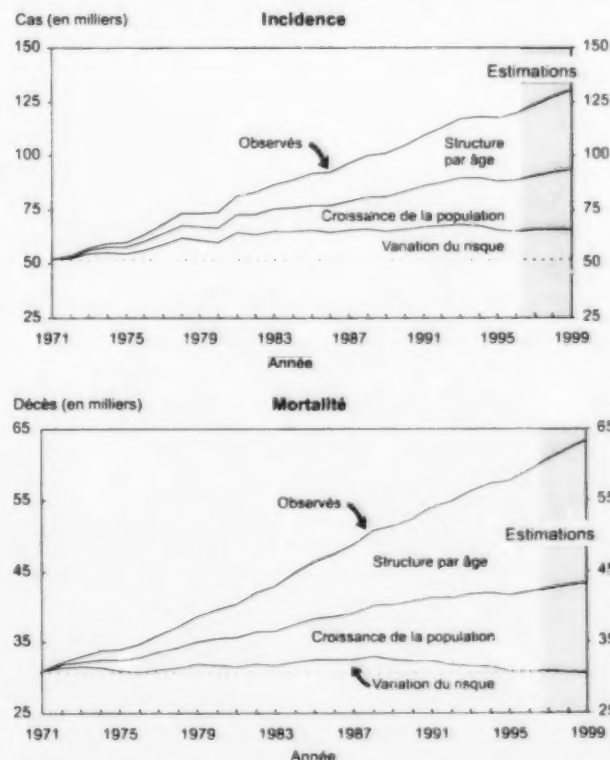 Cas (en milliers) Incidence
150 150
Estimations
125 125
Observés
Structure
par âge
100 100
Croissance de la population
75 75
Variation du risque
50 50
25 25
1971 1975 1979 1983 1987 1991 1995 1999
Année
Décès (en milliers) Mortalité
65 65
Observés
55 55
Estimations
Structure par âge
45 45
Croissance de la population
35 35
Variation du risque
25 25
1971 1975 1979 1983 1987 1991 1995 1999
Année